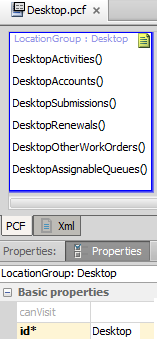 Desktop.pcf ×
LocationGroup : Desktop
DesktopActivities()
DesktopAccounts()
DesktopSubmissions()
DesktopRenewals()
DesktopOtherWorkOrders()
DesktopAssignableQueues()
PCF Xml
Properties: Properties
LocationGroup: Desktop
Basic properties
canVisit
id* Desktop